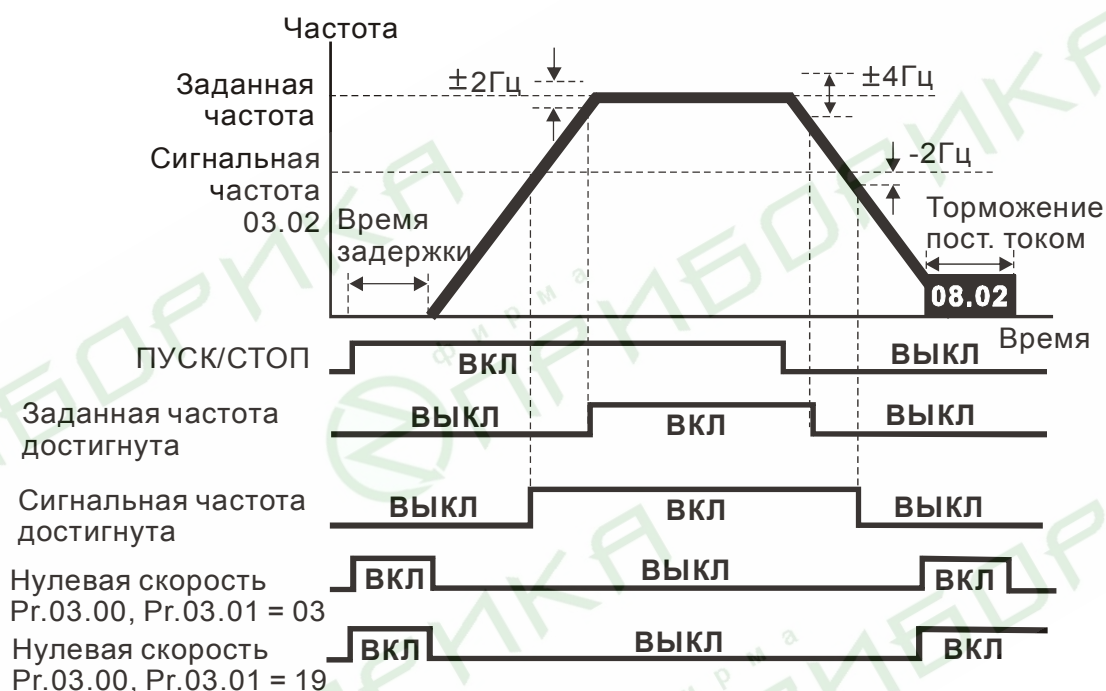 Частота
Заданная
частота
±2Гц
±4Гц
Сигнальная
частота
03.02
-2Гц
Время
задержки
Торможение
пост. током
08.02
Время
ПУСК/СТОП
ВКЛ
ВЫКЛ
Заданная частота
достигнута
ВЫКЛ
ВКЛ
ВЫКЛ
Сигнальная частота
достигнута
ВЫКЛ
ВКЛ
ВЫКЛ
Нулевая скорость
Pr.03.00, Pr.03.01 = 03
ВКЛ
ВЫКЛ
ВКЛ
Нулевая скорость
Pr.03.00, Pr.03.01 = 19
ВКЛ
ВЫКЛ
ВКЛ
фирма
ПРИБОРИКА